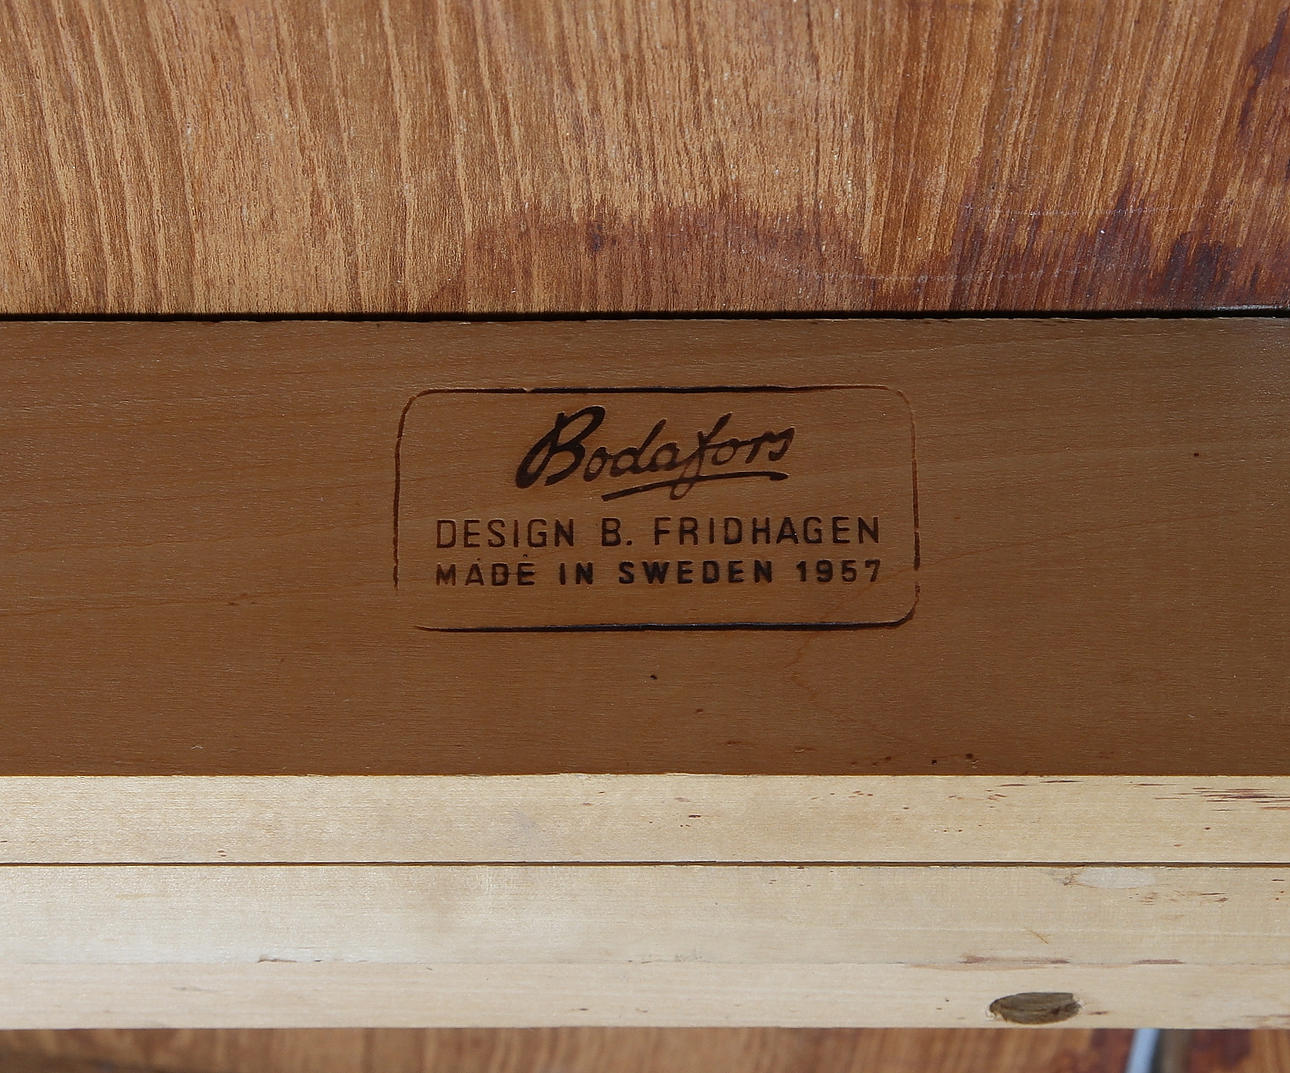 Bodafors
DESIGN B. FRIDHAGEN
MADE IN SWEDEN 1957